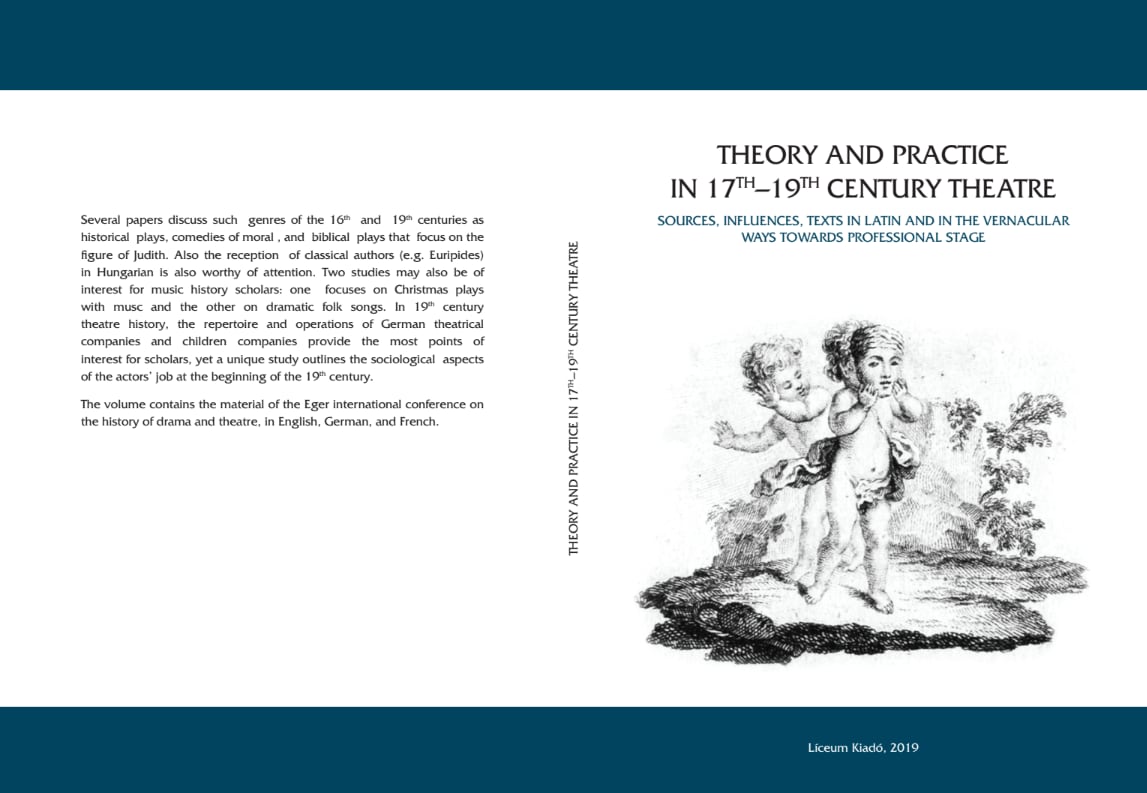 Several papers discuss such genres of the 16th and 19th centuries as
historical plays, comedies of moral , and biblical plays that focus on the
figure of Judith. Also the reception of classical authors (e.g. Euripides)
in Hungarian is also worthy of attention. Two studies may also be of
interest for music history scholars: one focuses on Christmas plays
with musc and the other on dramatic folk songs. In 19th century
theatre history, the repertoire and operations of German theatrical
companies and children companies provide the most points of
interest for scholars, yet a unique study outlines the sociological aspects
of the actors' job at the beginning of the 19th century.
The volume contains the material of the Eger international conference on
the history of drama and theatre, in English, German, and French.
THEORY AND PRACTICE IN 17TH–19TH CENTURY THEATRE
THEORY AND PRACTICE
IN 17TH–19TH CENTURY THEATRE
SOURCES, INFLUENCES, TEXTS IN LATIN AND IN THE VERNACULAR
WAYS TOWARDS PROFESSIONAL STAGE
Líceum Kiadó, 2019